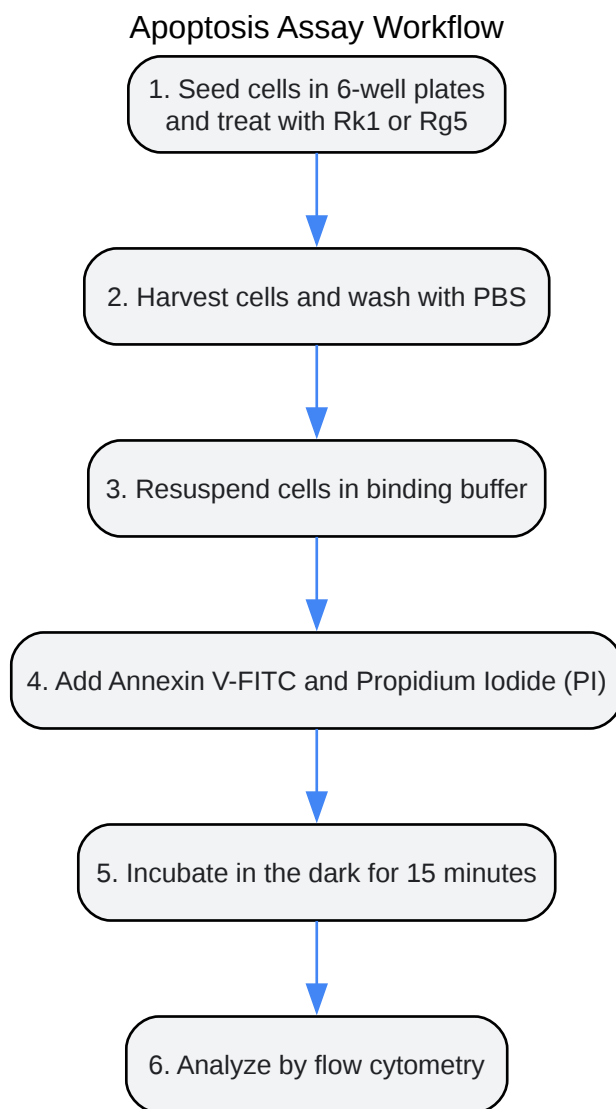 Apoptosis Assay Workflow
1. Seed cells in 6-well plates
and treat with Rk1 or Rg5
2. Harvest cells and wash with PBS
3. Resuspend cells in binding buffer
4. Add Annexin V-FITC and Propidium Iodide (PI)
5. Incubate in the dark for 15 minutes
6. Analyze by flow cytometry